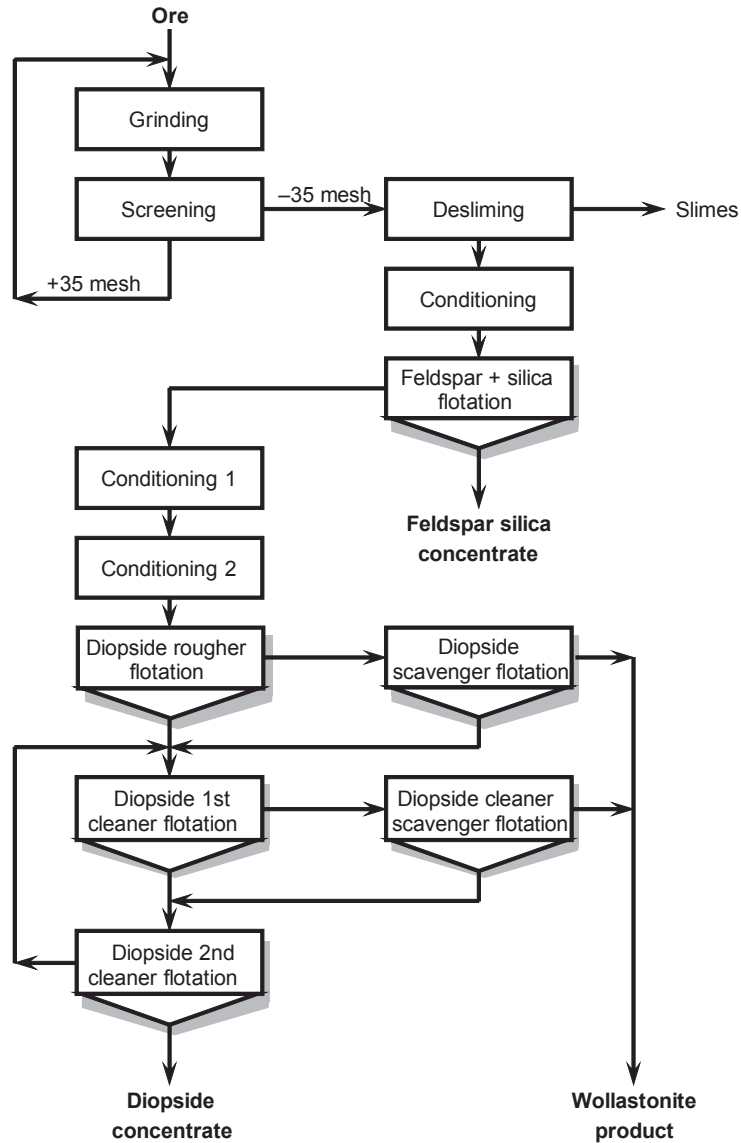 Ore
Grinding
Screening
–35 mesh
Desliming
Slimes
+35 mesh
Conditioning
Feldspar + silica
flotation
Conditioning 1
Feldspar silica
concentrate
Conditioning 2
Diopside rougher
flotation
Diopside
scavenger flotation
Diopside 1st
cleaner flotation
Diopside cleaner
scavenger flotation
Diopside 2nd
cleaner flotation
Diopside
concentrate
Wollastonite
product